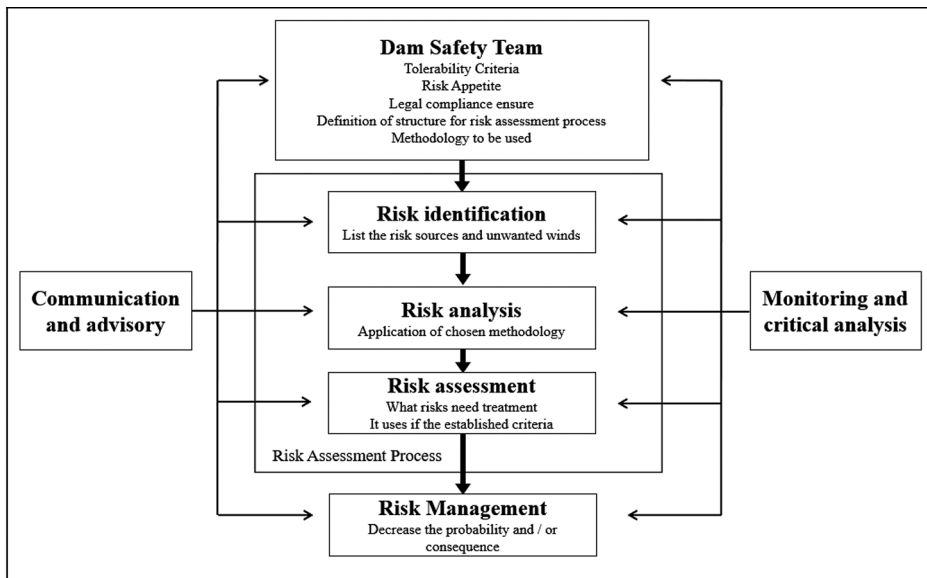 Dam Safety Team
Tolerability Criteria
Risk Appetite
Legal compliance ensure
Definition of structure for risk assessment process
Methodology to be used
Risk identification
List the risk sources and unwanted winds
Communication
and advisory
Risk analysis
Application of chosen methodology
Monitoring and
critical analysis
Risk assessment
What risks need treatment
It uses if the established criteria
Risk Assessment Process
Risk Management
Decrease the probability and / or
consequence